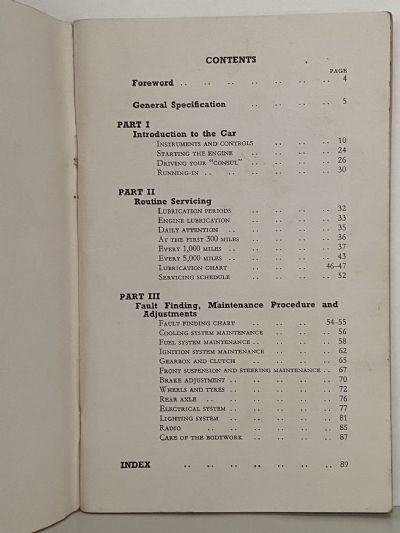 CONTENTS
PAGE
Foreword .. .. .. .. .. .. .. 4
General Specification .. .. .. .. 5
PART I
Introduction to the Car
INSTRUMENTS AND CONTROLS .. .. .. 10
STARTING THE ENGINE .. .. .. .. 24
DRIVING YOUR "CONSUL" .. .. .. .. 26
RUNNING-IN .. .. .. .. .. .. 30
PART II
Routine Servicing
LUBRICATION PERIODS .. .. .. .. 32
ENGINE LUBRICATION .. .. .. .. 33
DAILY ATTENTION .. .. .. .. .. 35
AT THE FIRST 300 MILES .. .. .. .. 36
EVERY 1,000 MILES .. .. .. .. .. 37
EVERY 5,000 MILES .. .. .. .. .. 43
LUBRICATION CHART .. .. .. 46-47
SERVICING SCHEDULE .. .. .. .. 52
PART III
Fault Finding, Maintenance Procedure and
Adjustments
FAULT FINDING CHART .. .. .. 54-55
COOLING SYSTEM MAINTENANCE .. .. .. 56
FUEL SYSTEM MAINTENANCE .. .. .. .. 58
IGNITION SYSTEM MAINTENANCE .. .. .. 62
GEARBOX AND CLUTCH .. .. .. .. 65
FRONT SUSPENSION AND STEERING MAINTENANCE .. 67
BRAKE ADJUSTMENT .. .. .. .. .. 70
WHEELS AND TYRES .. .. .. .. .. 72
REAR AXLE .. .. .. .. .. .. 76
ELECTRICAL SYSTEM .. .. .. .. .. 77
LIGHTING SYSTEM .. .. .. .. .. 81
RADIO .. .. .. .. .. 85
CARE OF THE BODYWORK .. .. .. .. 87
INDEX .. .. .. .. .. .. .. 89